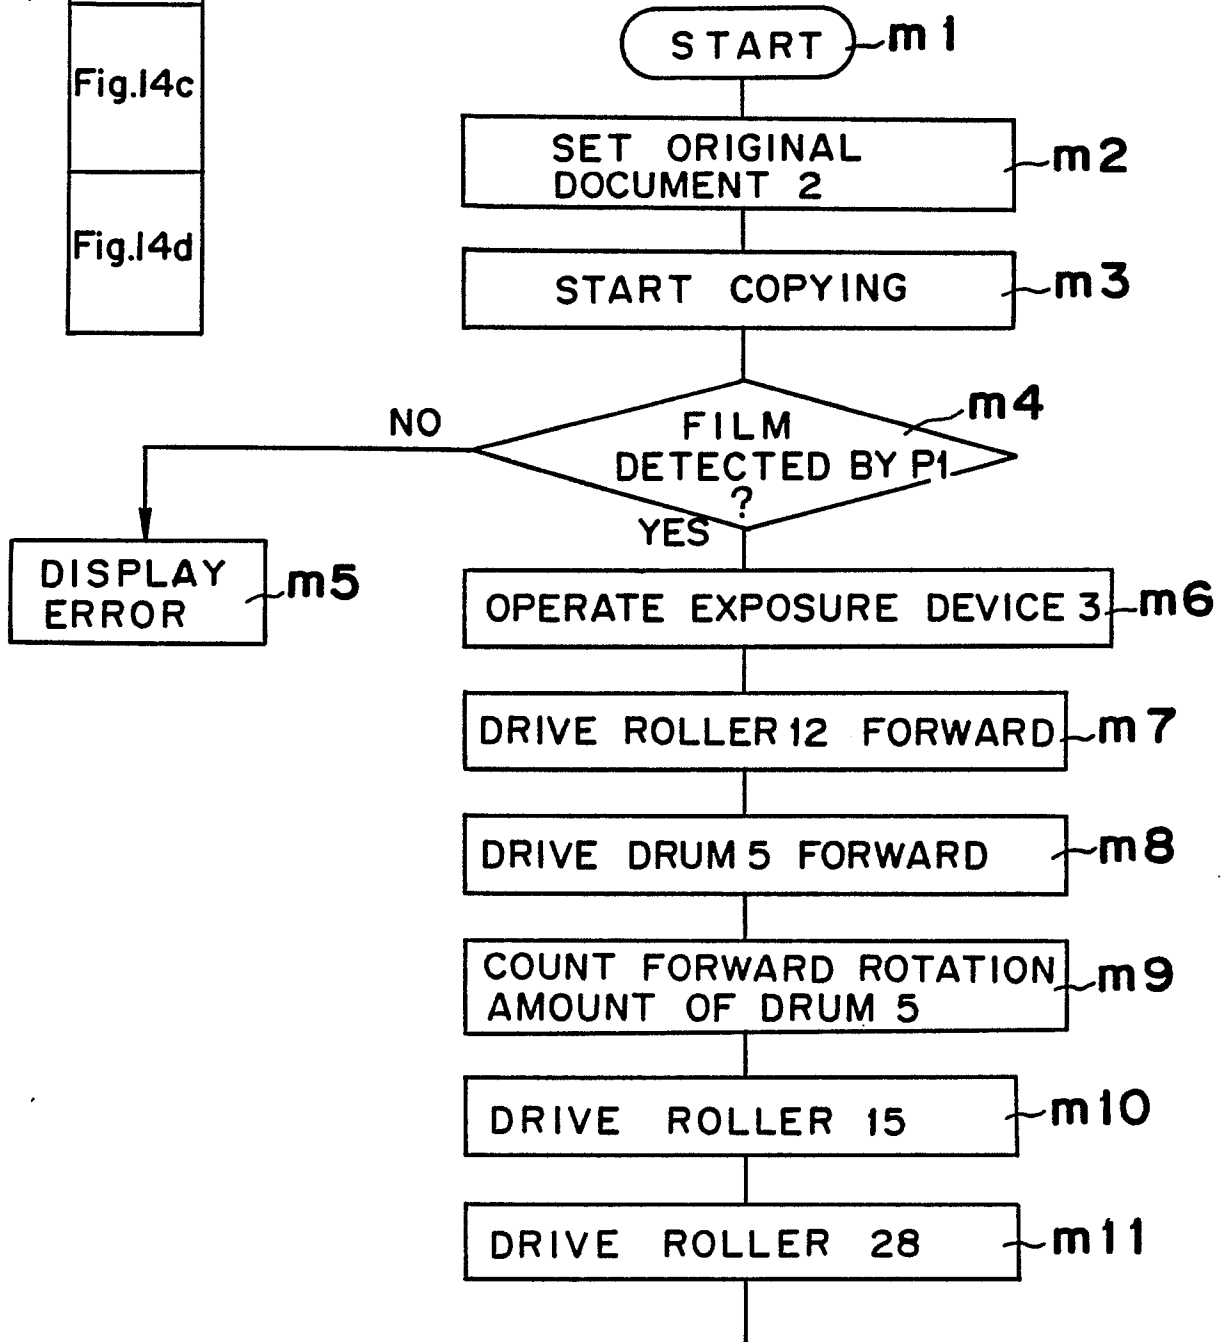 Fig.14c
Fig.14d
START
m1
SET ORIGINAL
DOCUMENT 2
m2
START COPYING
m3
FILM
DETECTED BY P1
?
m4
NO
YES
DISPLAY
ERROR
m5
OPERATE EXPOSURE DEVICE 3
m6
DRIVE ROLLER 12 FORWARD
m7
DRIVE DRUM 5 FORWARD
m8
COUNT FORWARD ROTATION
AMOUNT OF DRUM 5
m9
DRIVE ROLLER 15
m10
DRIVE ROLLER 28
m11